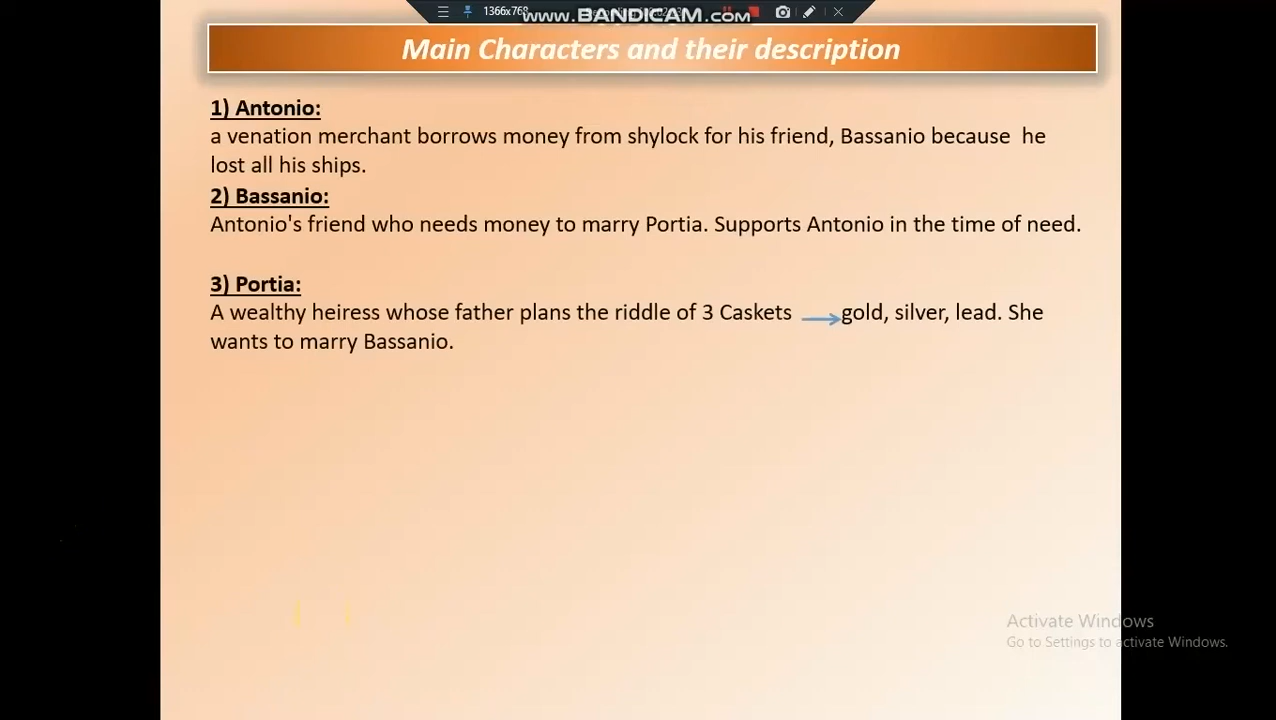 1366x768
www.BANDICAM.com
Main Characters and their description
1) Antonio:
a venation merchant borrows money from shylock for his friend, Bassanio because he
lost all his ships.
2) Bassanio:
Antonio's friend who needs money to marry Portia. Supports Antonio in the time of need.
3) Portia:
A wealthy heiress whose father plans the riddle of 3 Caskets → gold, silver, lead. She
wants to marry Bassanio.
Activate Windows
Go to Settings to activate Windows.